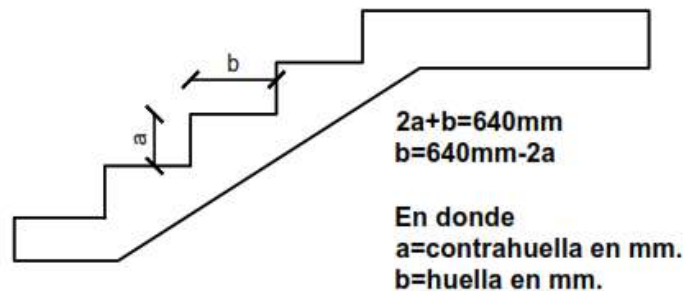 b
a
2a+b=640mm
b=640mm-2a
En donde
a=contrahuella en mm.
b=huella en mm.